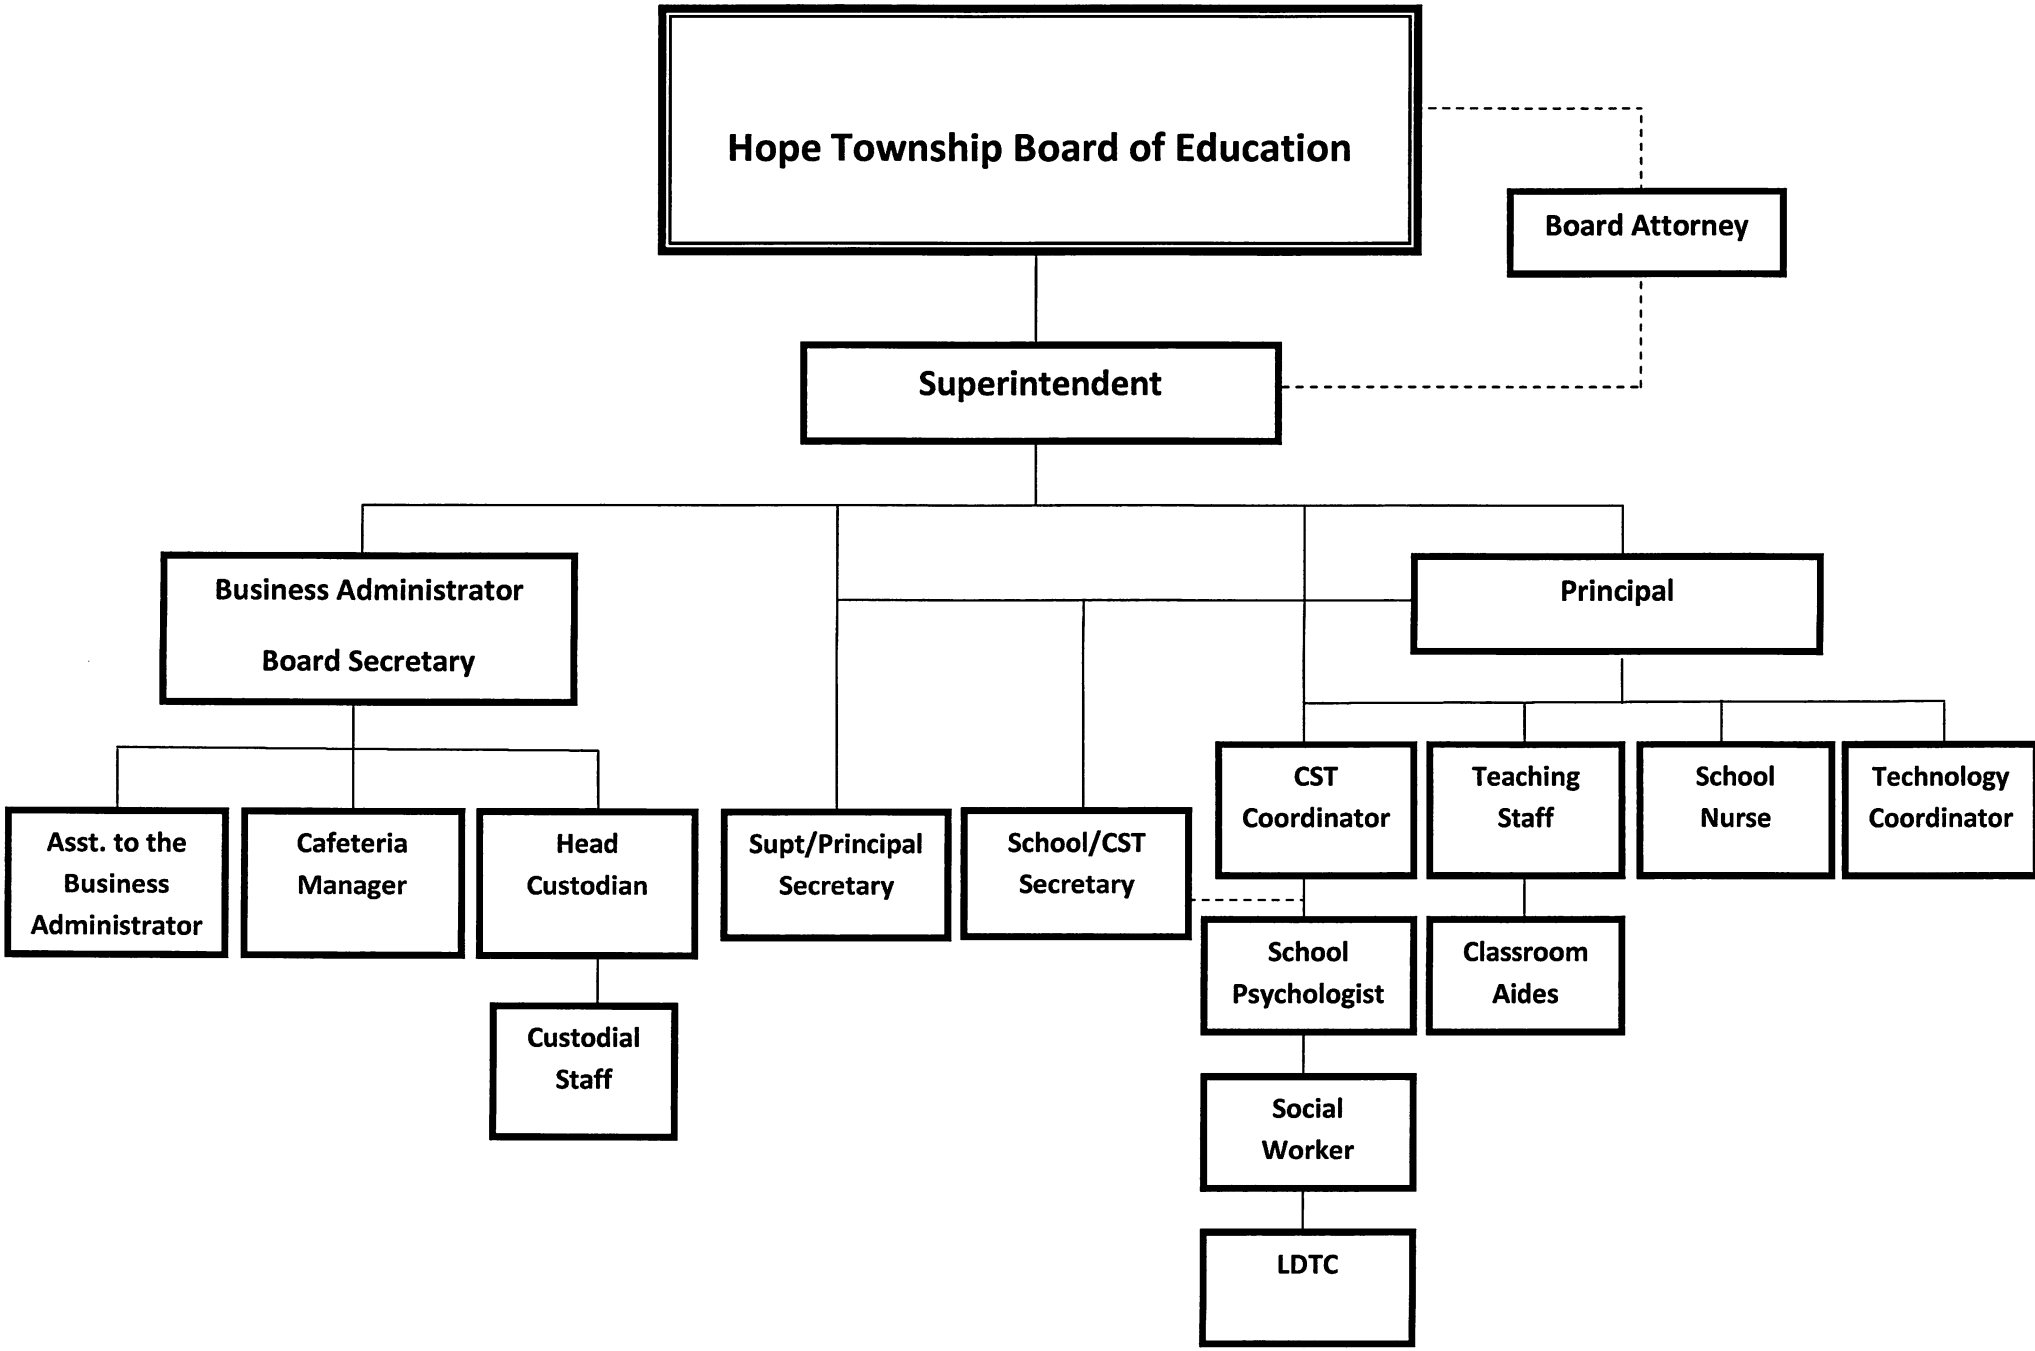 Hope Township Board of Education
Board Attorney
Superintendent
Business Administrator
Board Secretary
Principal
CST
Coordinator
Teaching
Staff
School
Nurse
Technology
Coordinator
Asst. to the
Business
Administrator
Cafeteria
Manager
Head
Custodian
Supt/Principal
Secretary
School/CST
Secretary
School
Psychologist
Classroom
Aides
Custodial
Staff
Social
Worker
LDTC